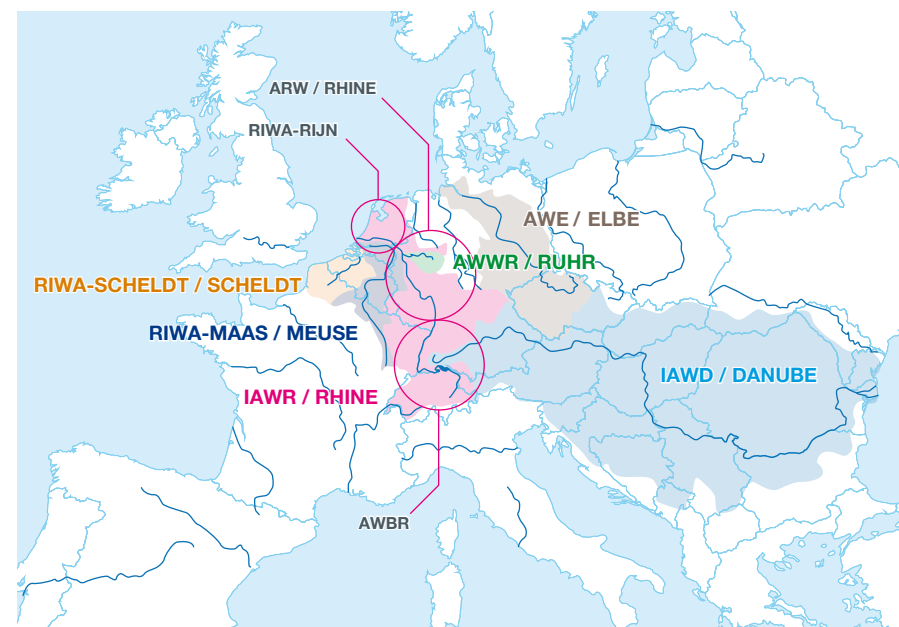 ARW / RHINE
RIWA-RIJN
AWE / ELBE
AWWR / RUHR
RIWA-SCHELDT / SCHELDT
RIWA-MAAS / MEUSE
IAWD / DANUBE
IAWR / RHINE
AWBR